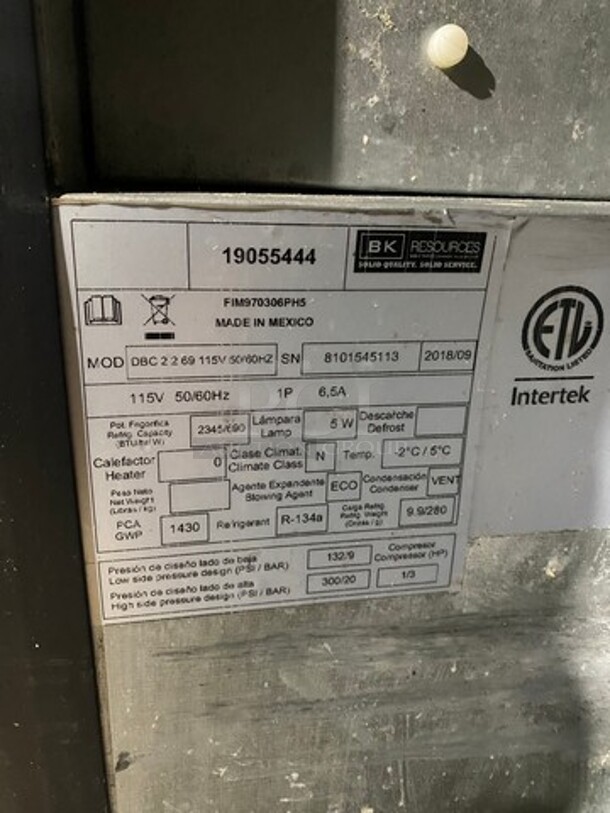 19055444
BK RESOURCES
SOLID QUALITY. SOLID SERVICE.
FIM970306PH5
MADE IN MEXICO
MOD DBC 2 2 69 115V 50/60HZ SN 8101545113 2018/09
115V 50/60Hz 1P 6,5A
Pot. Frigorifica
Refrig. Capacity
(BTU/hr/ W)
2345/690
Lámpara
Lamp
5 W
Descarche
Defrost
Calefactor
Heater
0
Clase Climat.
Climate Class
N
Temp.
-2°C / 5°C
Peso Neto
Net Weight
(Libras / kg)
Agente Expandente
Blowing Agent
ECO
Condensación
Condenser
VENT
PCA
GWP
1430
Refrigerant
R-134a
Carga Refrig.
Refrig. Weight
9.9/280
Presión de diseño lado de baja
Low side pressure design (PSI / BAR)
132/9
Compresor
Compressor (HP)
Presión de diseño lado de alta
High side pressure design (PSI / BAR)
300/20
1/3
ETL
SANITATION LISTED
Intertek